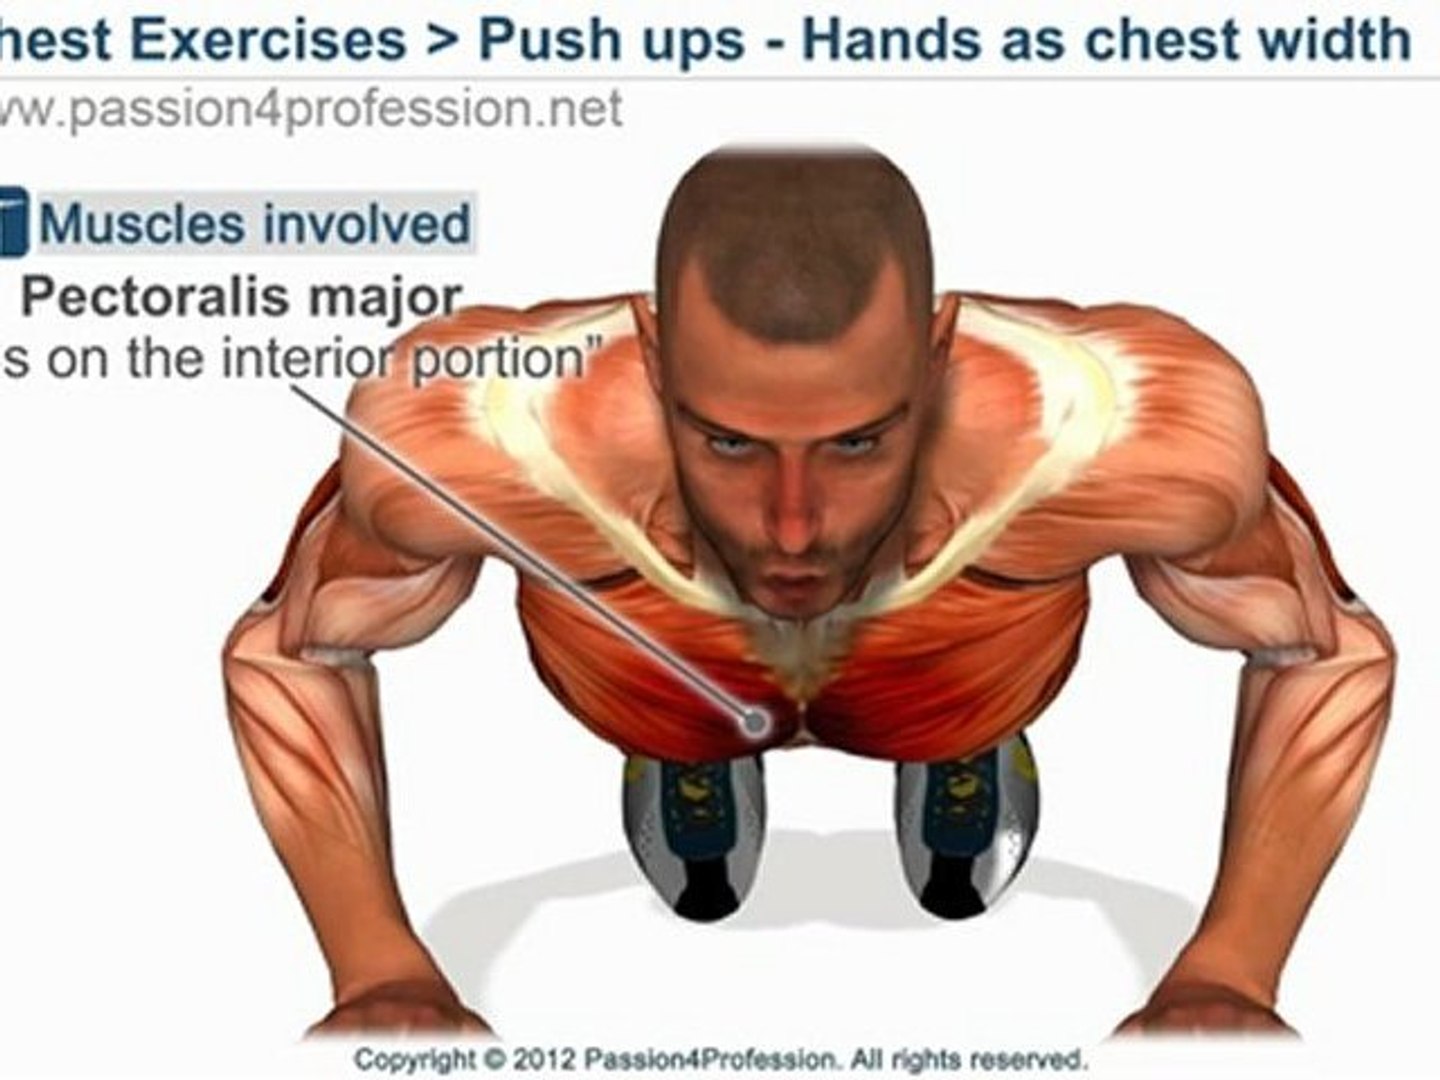 hest Exercises > Push ups - Hands as chest width
ww.passion4profession.net
Muscles involved
Pectoralis major
s on the interior portion”
Copyright © 2012 Passion4Profession. All rights reserved.